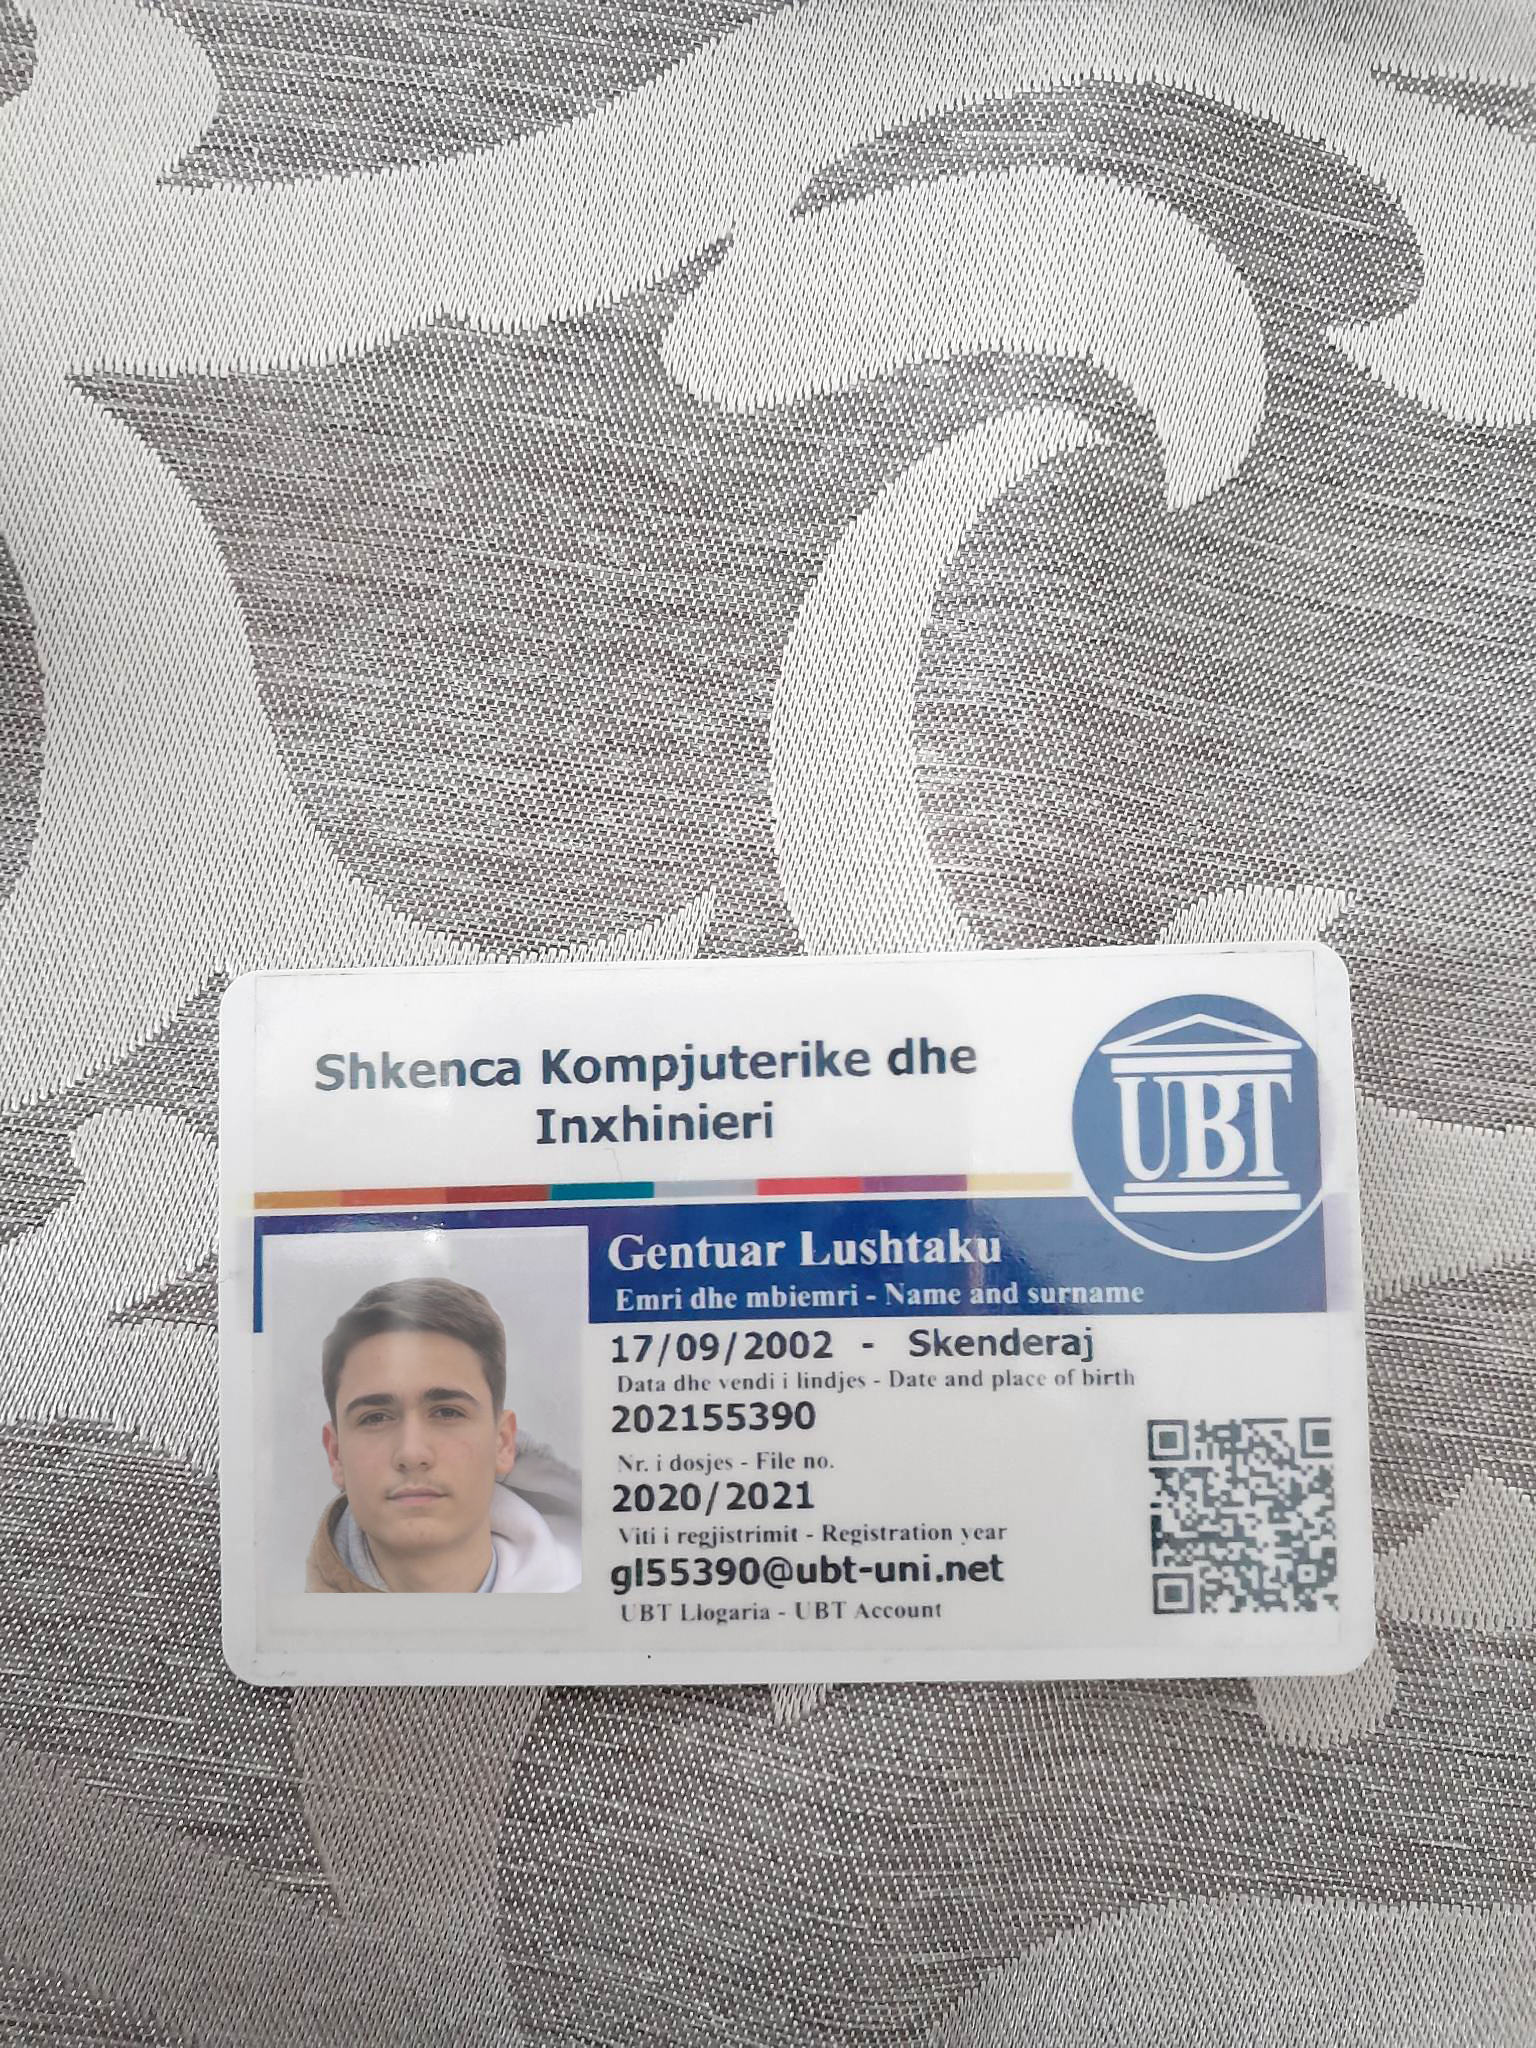 Shkenca Kompjuterike dhe
Inxhinieri
UBT
Gentuar Lushtaku
Emri dhe mbiemri - Name and surname
17/09/2002 - Skenderaj
Data dhe vendi i lindjes - Date and place of birth
202155390
Nr. i dosjes - File no.
2020/2021
Viti i regjistrimit - Registration year
gl55390@ubt-uni.net
UBT Llogaria - UBT Account